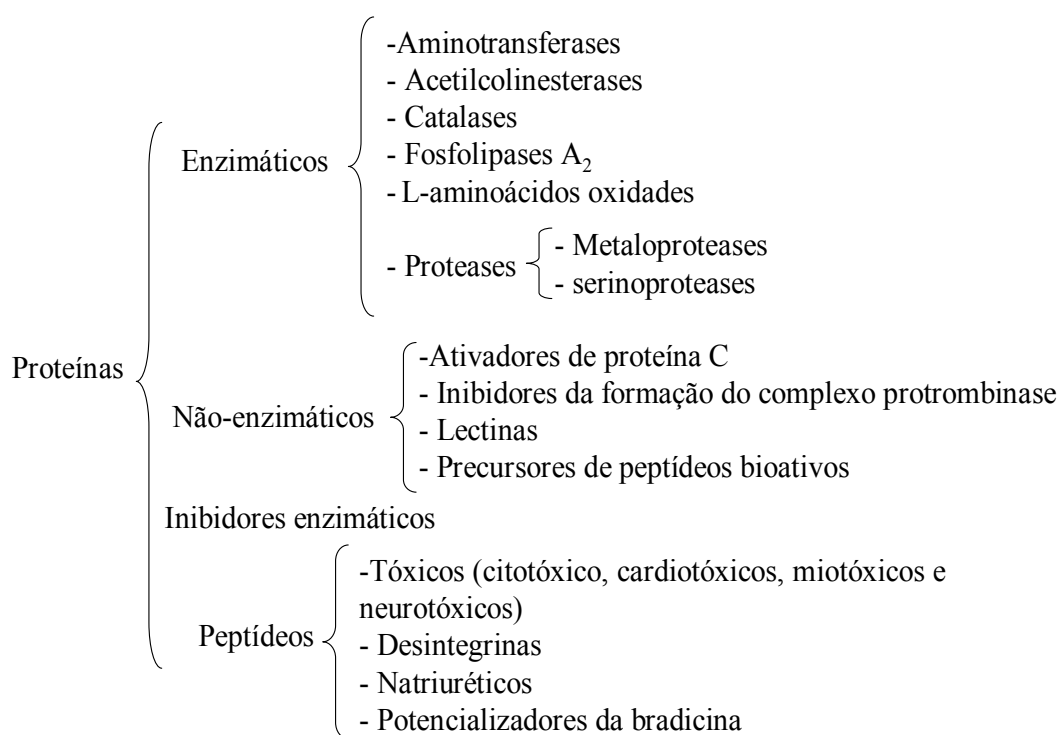 -Aminotransferases
- Acetilcolinesterases
- Catalases
Enzimáticos
- Fosfolipases A₂
- L-aminoácidos oxidades
- Proteases
- Metaloproteases
- serinoproteases
Proteínas
-Ativadores de proteína C
- Inibidores da formação do complexo protrombinase
Não-enzimáticos
- Lectinas
- Precursores de peptídeos bioativos
Inibidores enzimáticos
-Tóxicos (citotóxico, cardiotóxicos, miotóxicos e
neurotóxicos)
Peptídeos
- Desintegrinas
- Natriuréticos
- Potencializadores da bradicina